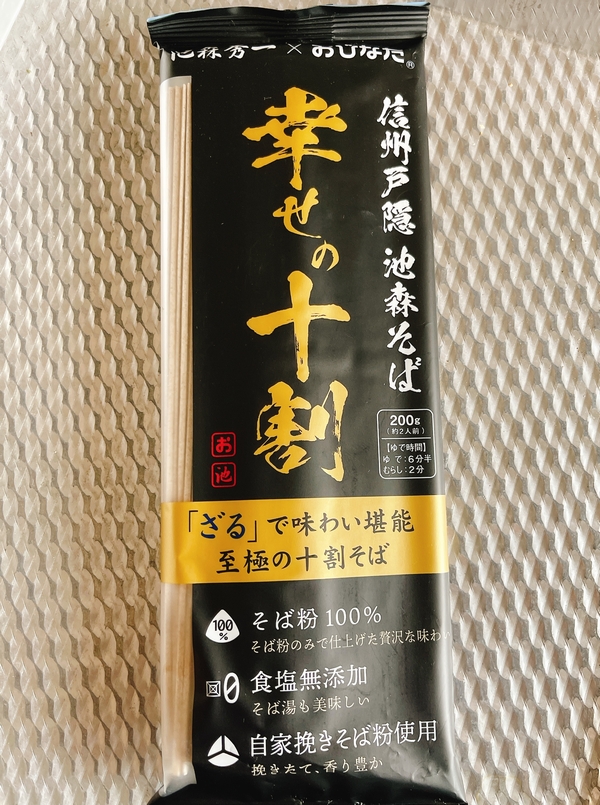 池森秀一×おびなた®
信州戸隠 池森そば
幸せの十割
お池
200g
(約2人前)
【ゆで時間】
ゆで:6分半
むらし:2分
「ざる」で味わい堪能
至極の十割そば
100%
そば粉100%
そば粉のみで仕上げた贅沢な味わ
塩0
食塩無添加
そば湯も美味しい
自家挽きそば粉使用
挽きたて、香り豊か